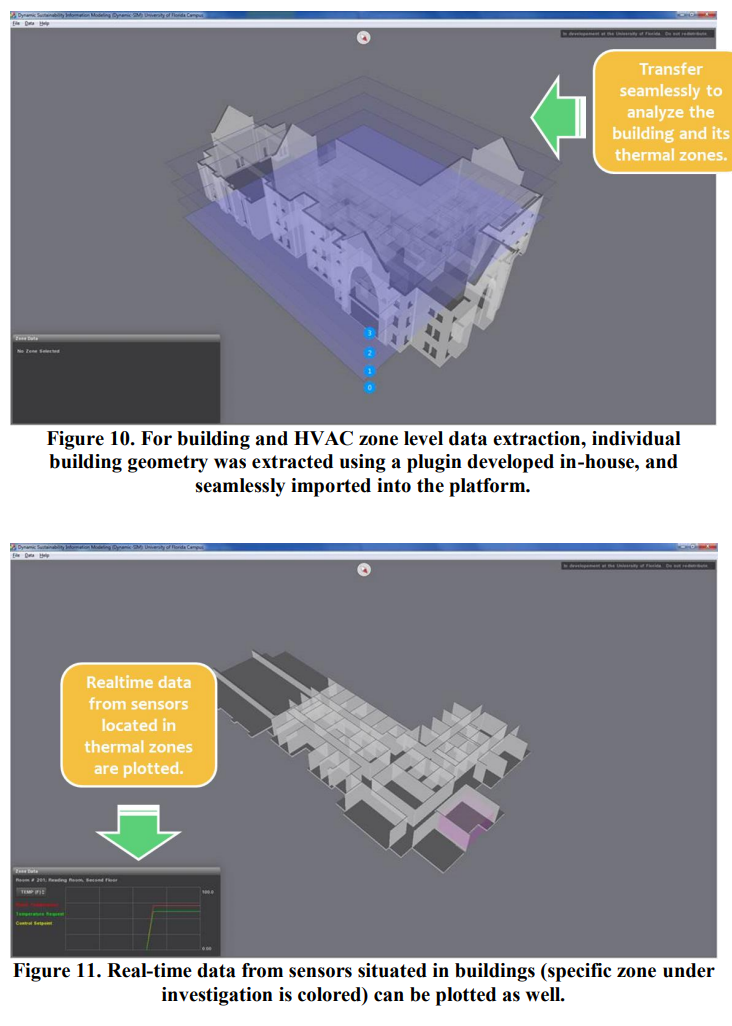 Dynamic Sustainability Information Modeling (Dynamic SIM) University of Florida Campus
File Data Help
In developement at the University of Florida. Do not redistribute.
Transfer
seamlessly to
analyze the
building and its
thermal zones.
3
2
1
0
Zone Data
No Zone Selected
Figure 10. For building and HVAC zone level data extraction, individual
building geometry was extracted using a plugin developed in-house, and
seamlessly imported into the platform.
Dynamic Sustainability Information Modeling (Dynamic SIM) University of Florida Campus
File Data Help
In developement at the University of Florida. Do not redistribute.
Realtime data
from sensors
located in
thermal zones
are plotted.
Zone Data
Room # 201, Reading Room, Second Floor
TEMP (F)
100.0
Temperature Request
Control Setpoint
0.00
Figure 11. Real-time data from sensors situated in buildings (specific zone under
investigation is colored) can be plotted as well.